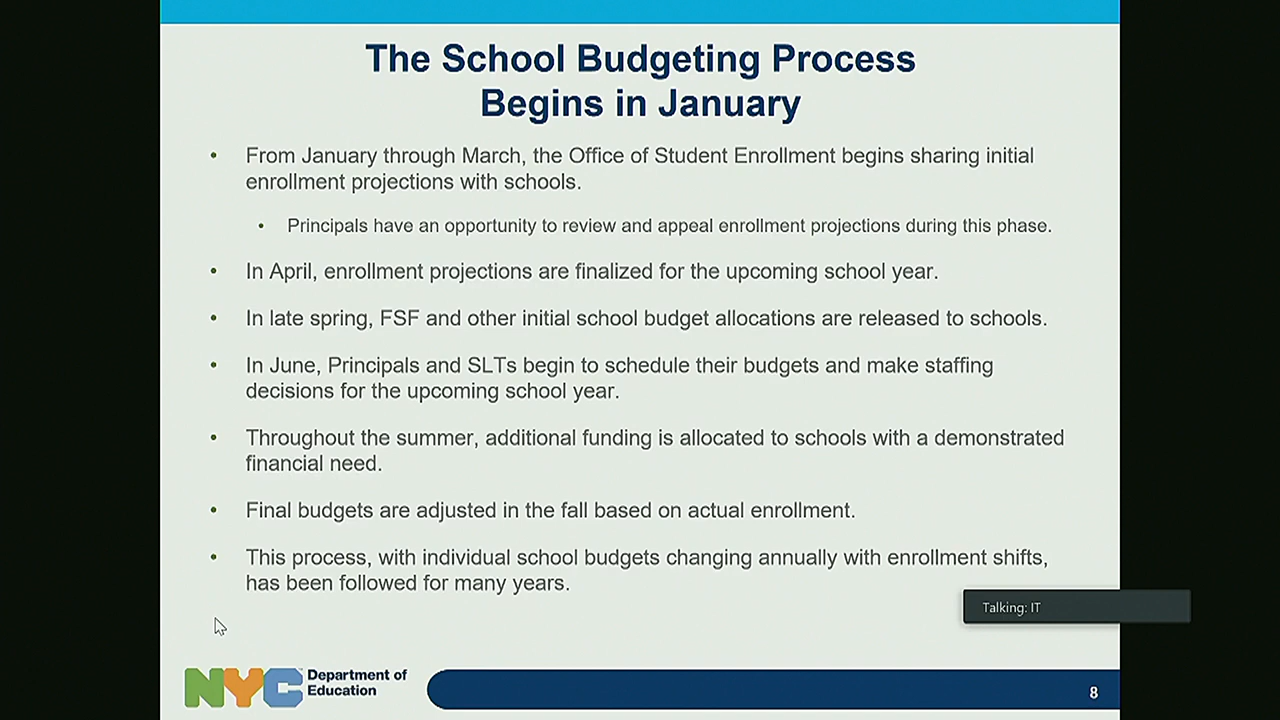 The School Budgeting Process
Begins in January
• From January through March, the Office of Student Enrollment begins sharing initial
enrollment projections with schools.
• Principals have an opportunity to review and appeal enrollment projections during this phase.
• In April, enrollment projections are finalized for the upcoming school year.
• In late spring, FSF and other initial school budget allocations are released to schools.
• In June, Principals and SLTs begin to schedule their budgets and make staffing
decisions for the upcoming school year.
• Throughout the summer, additional funding is allocated to schools with a demonstrated
financial need.
• Final budgets are adjusted in the fall based on actual enrollment.
• This process, with individual school budgets changing annually with enrollment shifts,
has been followed for many years.
Talking: IT
NYC
Department of
Education
8